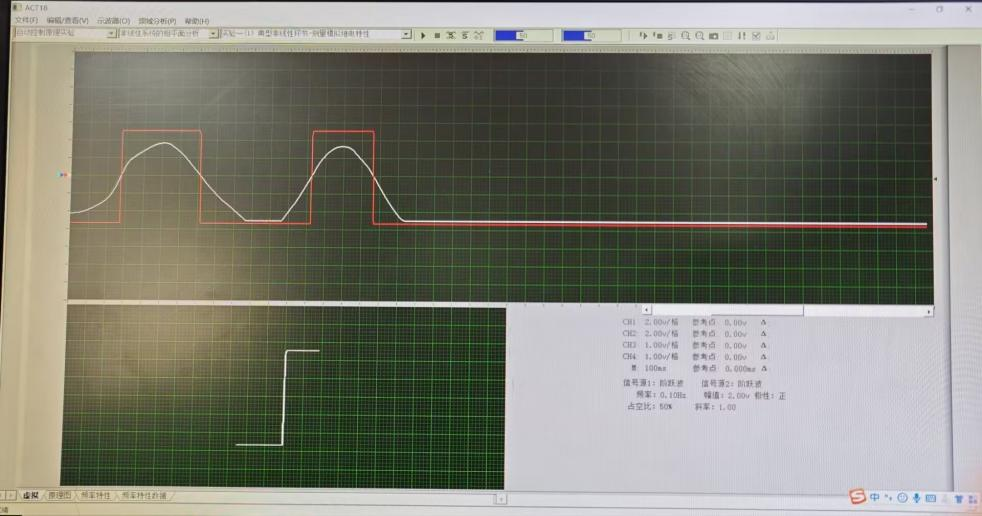 ACT18
文件(F) 编辑/查看(V) 示波器(O) 频域分析(P) 帮助(H)
自动控制原理实验 非线性系统的相平面分析 实验一(1) 典型非线性环节-测量模拟继电特性 50 50
CH1 2.00v/格 参考点 0.00v Δ
CH2 2.00v/格 参考点 0.00v Δ
CH3 1.00v/格 参考点 0.00v Δ
CH4 1.00v/格 参考点 0.00v Δ
M 100ms 参考点 0.000ms Δ
信号源1: 阶跃波 信号源2: 阶跃波
频率: 0.10Hz 幅值: 2.00v 极性: 正
占空比: 50% 斜率: 1.00
虚拟 原理图 频率特性 频率特性数据
中